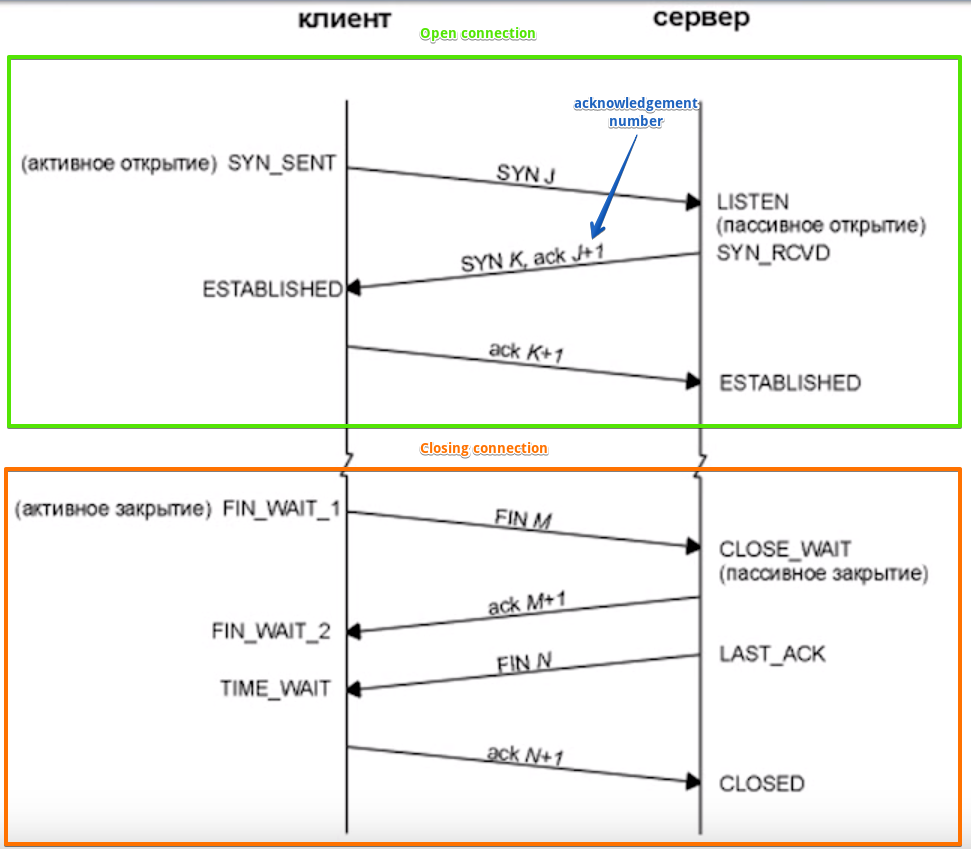 клиент
сервер
Open connection
acknowledgement
number
(активное открытие) SYN_SENT
SYN J
LISTEN
(пассивное открытие)
SYN_RCVD
SYN K, ack J+1
ESTABLISHED
ack K+1
ESTABLISHED
Closing connection
(активное закрытие) FIN_WAIT_1
FIN M
CLOSE_WAIT
(пассивное закрытие)
ack M+1
FIN_WAIT_2
FIN N
LAST_ACK
TIME_WAIT
ack N+1
CLOSED